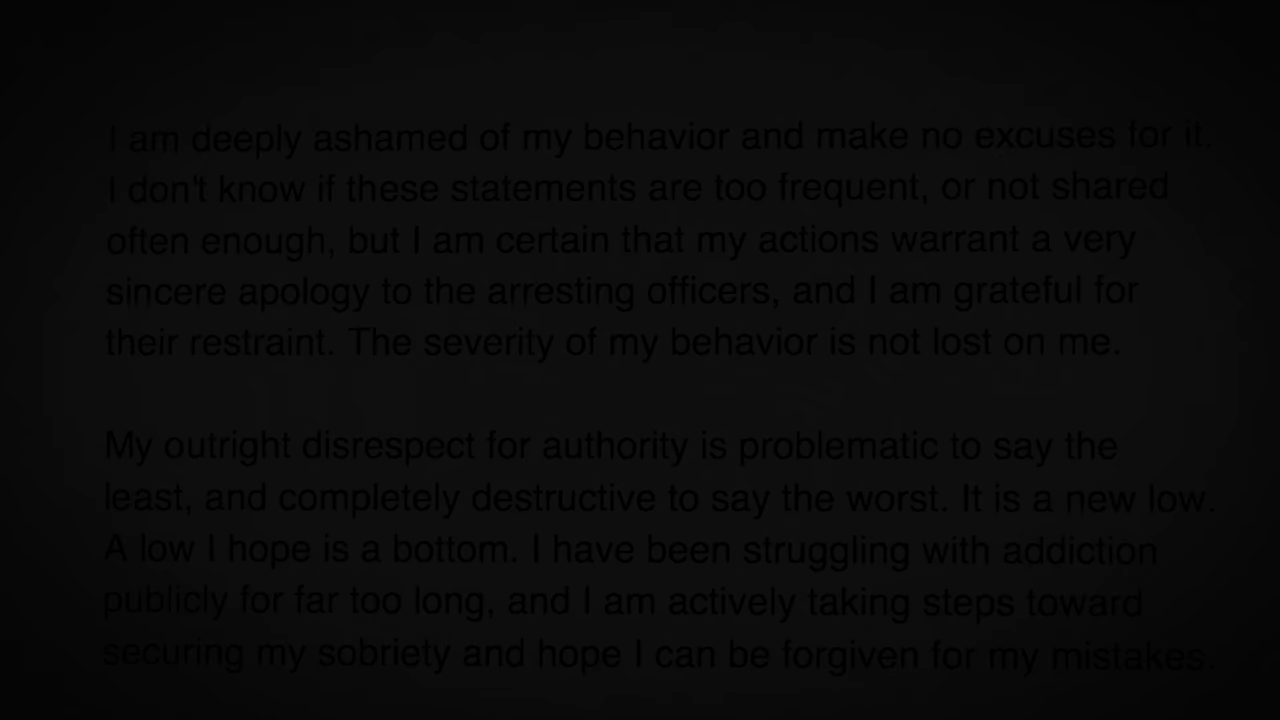 I am deeply ashamed of my behavior and make no excuses for it.
I don't know if these statements are too frequent, or not shared
often enough, but I am certain that my actions warrant a very
sincere apology to the arresting officers, and I am grateful for
their restraint. The severity of my behavior is not lost on me.
My outright disrespect for authority is problematic to say the
least, and completely destructive to say the worst. It is a new low.
A low I hope is a bottom. I have been struggling with addiction
publicly for far too long, and I am actively taking steps toward
securing my sobriety and hope I can be forgiven for my mistakes.